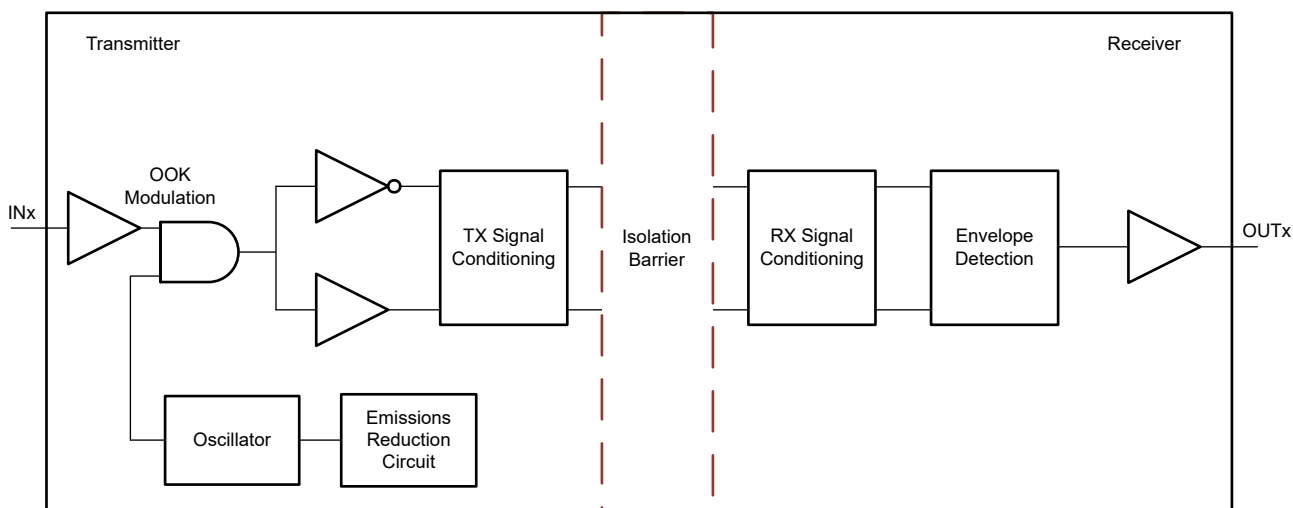 Transmitter
Receiver
OOK
Modulation
INx
TX Signal
Conditioning
Isolation
Barrier
RX Signal
Conditioning
Envelope
Detection
OUTx
Oscillator
Emissions
Reduction
Circuit